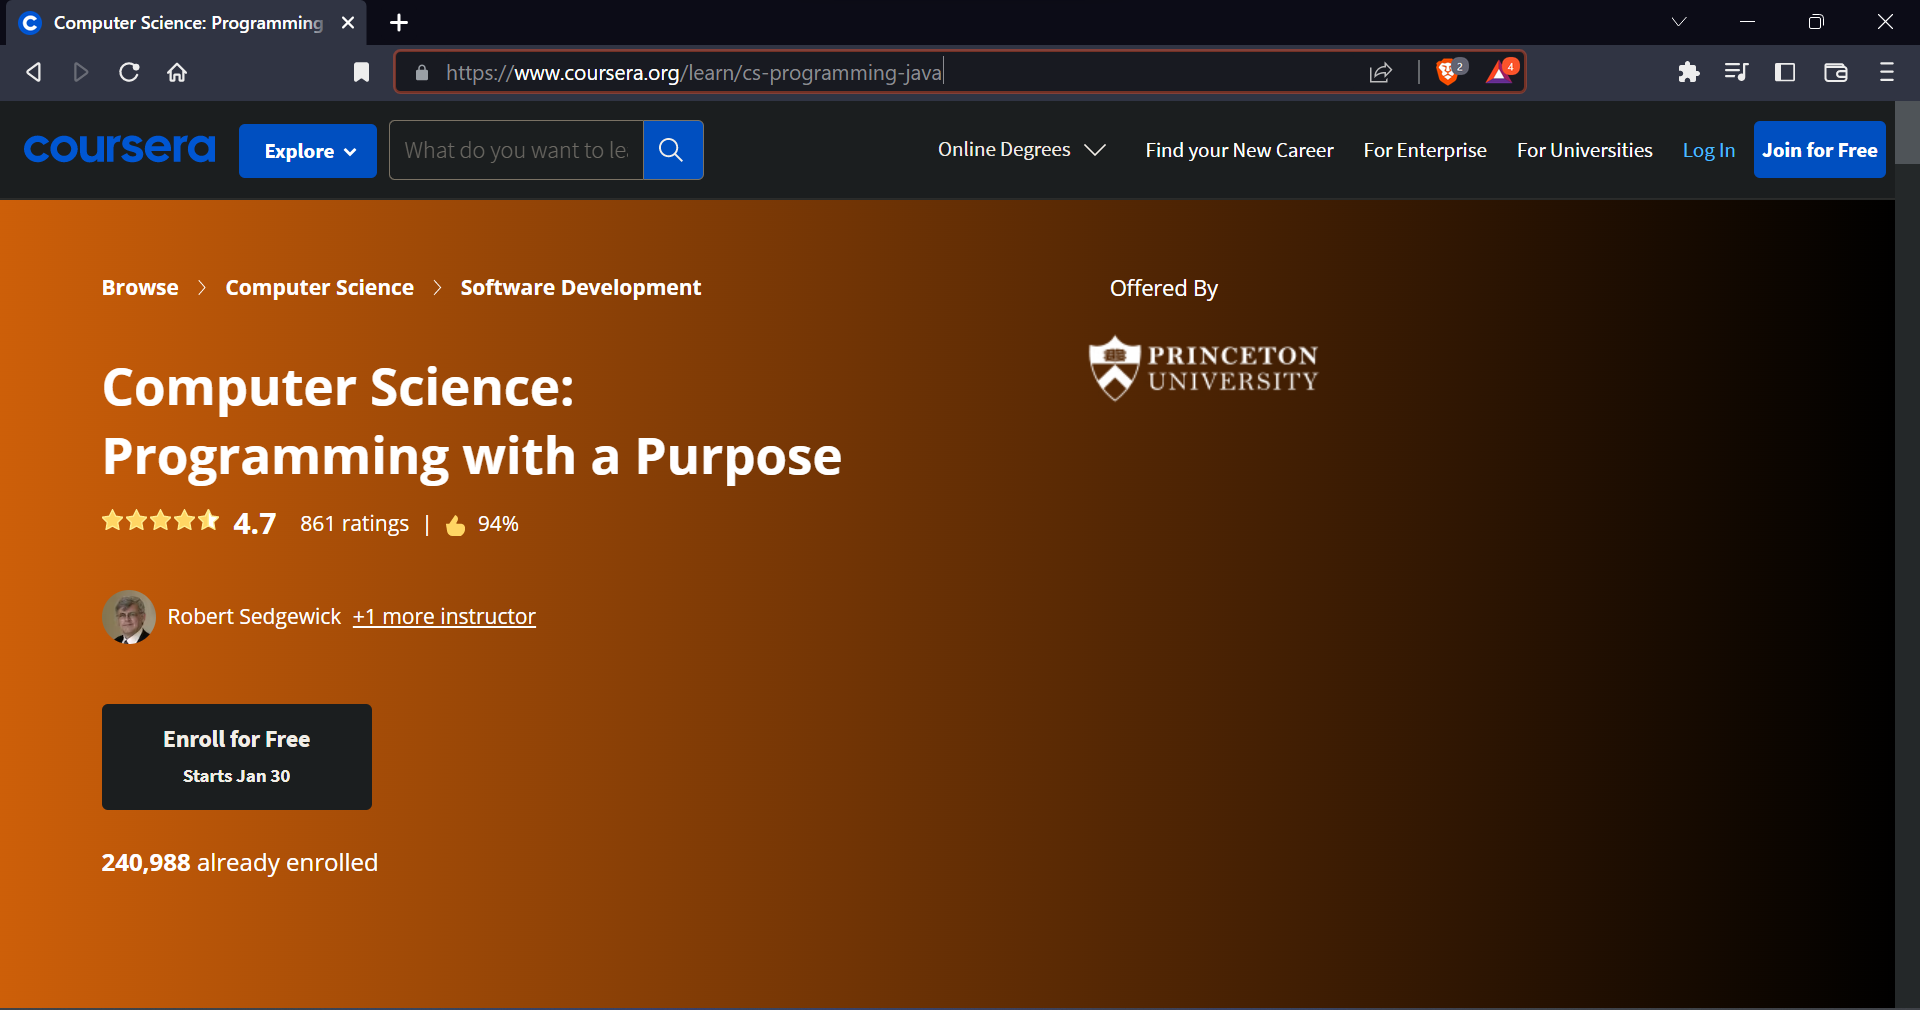 Computer Science: Programming
https://www.coursera.org/learn/cs-programming-java
2
4
coursera
Explore
What do you want to le
Online Degrees
Find your New Career
For Enterprise
For Universities
Log In
Join for Free
Browse > Computer Science > Software Development
Offered By
PRINCETON
UNIVERSITY
Computer Science:
Programming with a Purpose
4.7 861 ratings | 94%
Robert Sedgewick +1 more instructor
Enroll for Free
Starts Jan 30
240,988 already enrolled